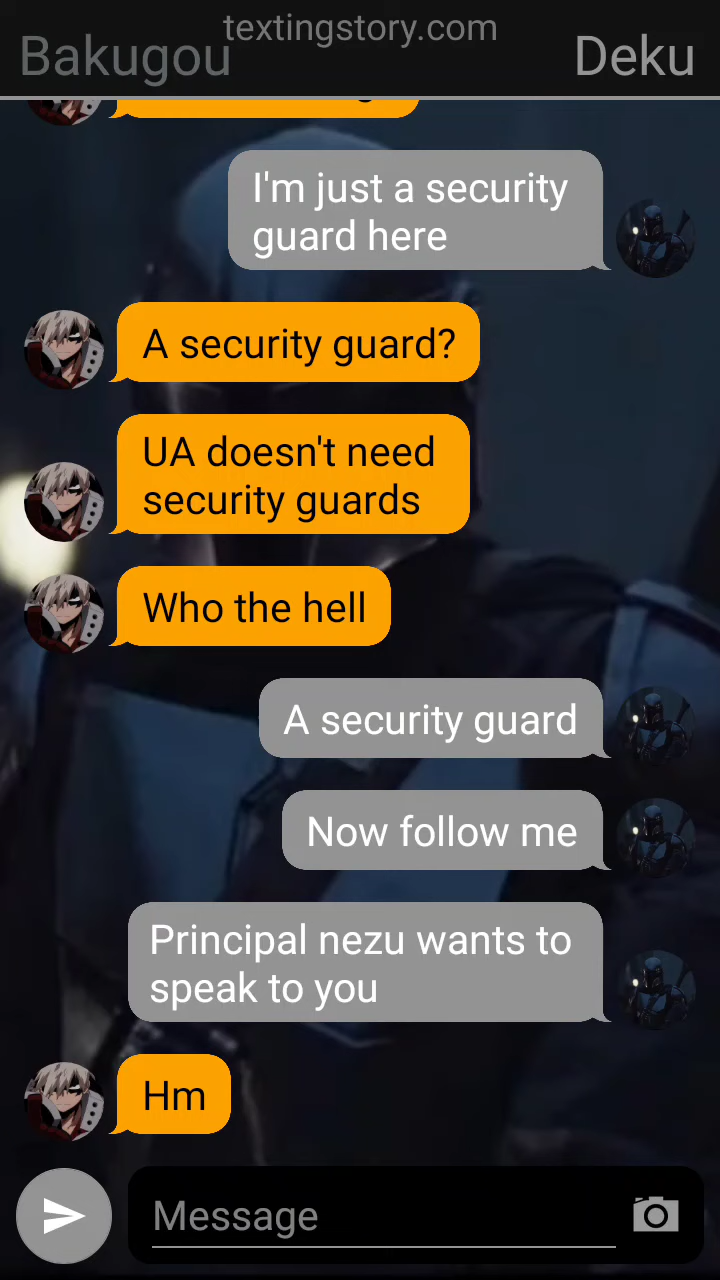 textingstory.com
Bakugou
Deku
I'm just a security
guard here
A security guard?
UA doesn't need
security guards
Who the hell
A security guard
Now follow me
Principal nezu wants to
speak to you
Hm
Message